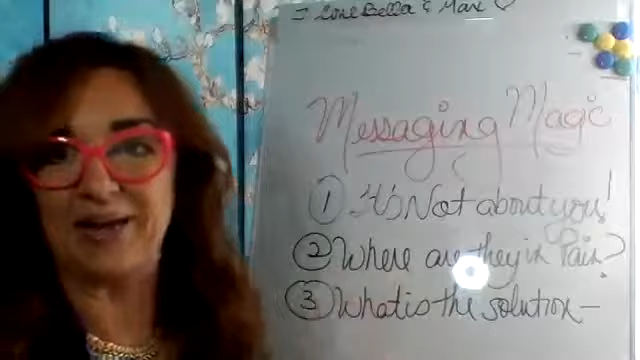 I Love Bella & Max
Messaging Magic
1 It's Not about you!
2 Where are they in Pain?
3 What is the solution -